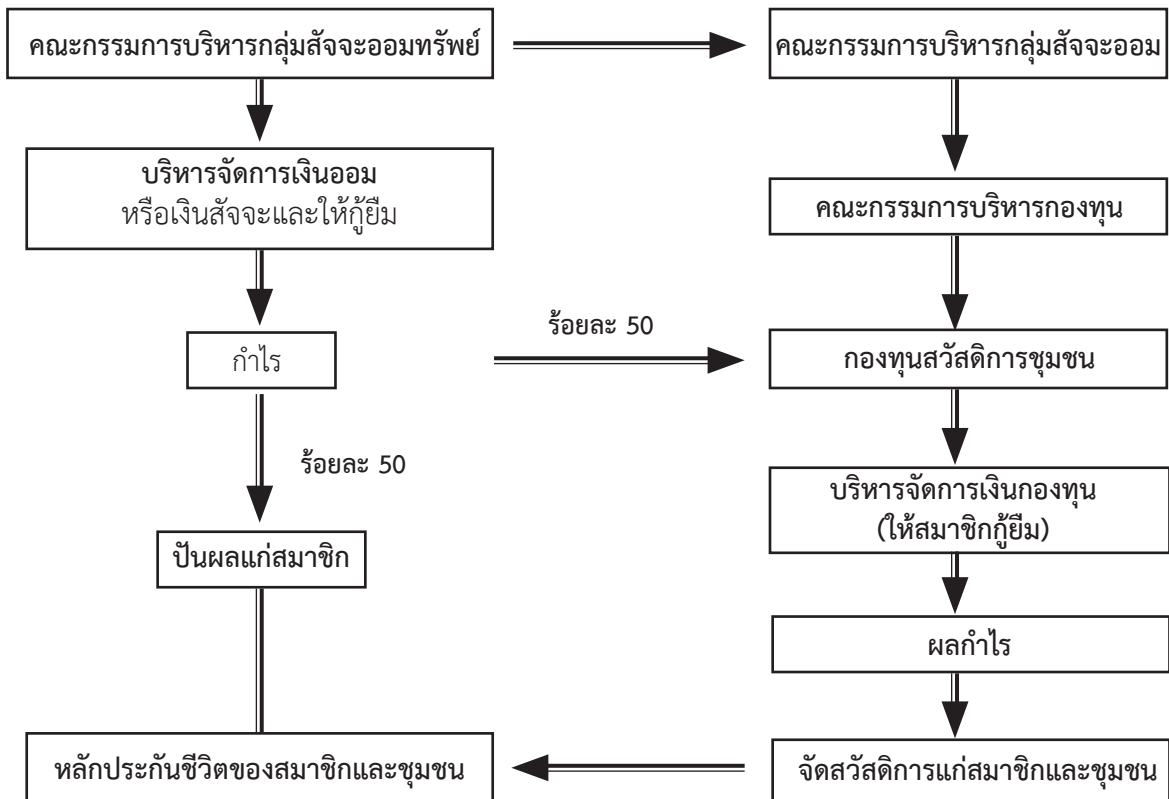 คณะกรรมการบริหารกลุ่มสัจจะออมทรัพย์
คณะกรรมการบริหารกลุ่มสัจจะออม
บริหารจัดการเงินออม
หรือเงินสัจจะและให้กู้ยืม
คณะกรรมการบริหารกองทุน
ร้อยละ 50
กำไร
กองทุนสวัสดิการชุมชน
ร้อยละ 50
บริหารจัดการเงินกองทุน
(ให้สมาชิกกู้ยืม)
ปันผลแก่สมาชิก
ผลกำไร
หลักประกันชีวิตของสมาชิกและชุมชน
จัดสวัสดิการแก่สมาชิกและชุมชน